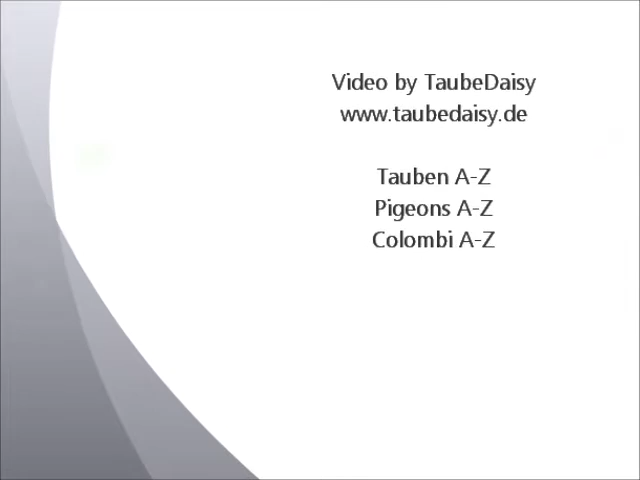 Video by TaubeDaisy
www.taubedaisy.de
Tauben A-Z
Pigeons A-Z
Colombi A-Z